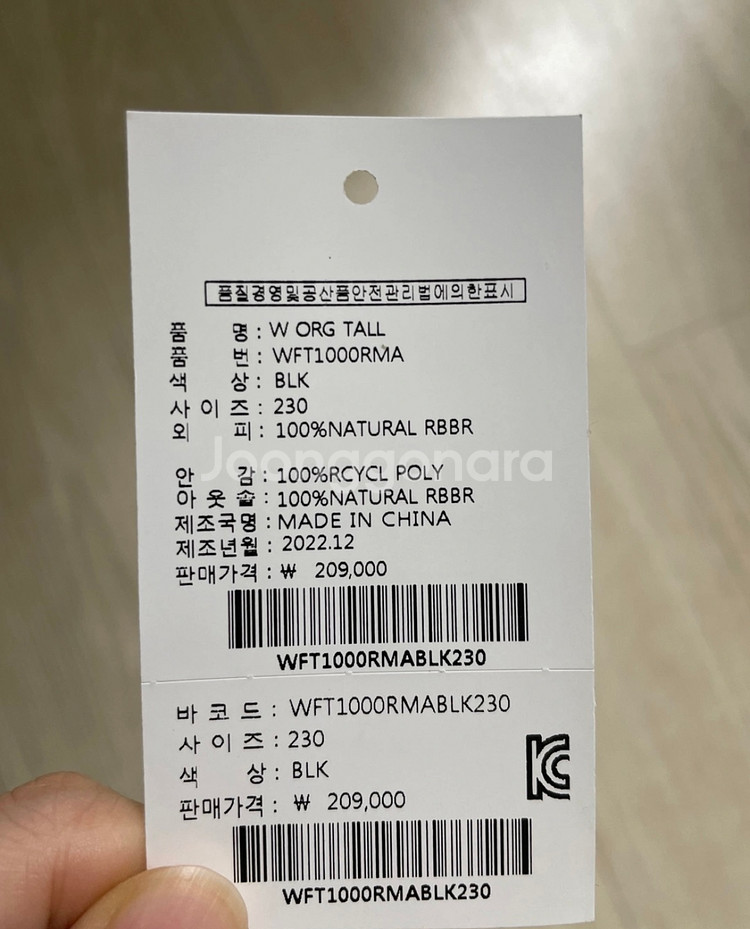 품질경영및공산품안전관리법에의한표시
품 명 : W ORG TALL
품 번 : WFT1000RMA
색 상 : BLK
사 이 즈 : 230
외 피 : 100%NATURAL RBBR
Joonggonara
안 감 : 100%RCYCL POLY
아 웃 솔 : 100%NATURAL RBBR
제조국명 : MADE IN CHINA
제조년월 : 2022.12
판매가격 : ₩ 209,000
WFT1000RMABLK230
바 코 드 : WFT1000RMABLK230
사 이 즈 : 230
색 상 : BLK
KC
판매가격 : ₩ 209,000
WFT1000RMABLK230